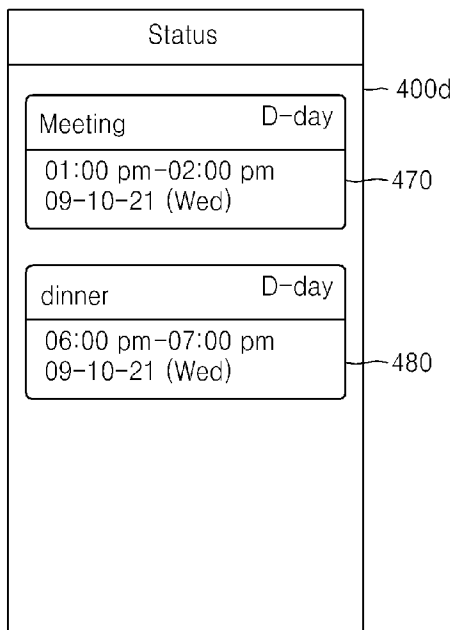 Status
400d
Meeting D-day
01:00 pm-02:00 pm
470
09-10-21 (Wed)
dinner D-day
06:00 pm-07:00 pm
480
09-10-21 (Wed)